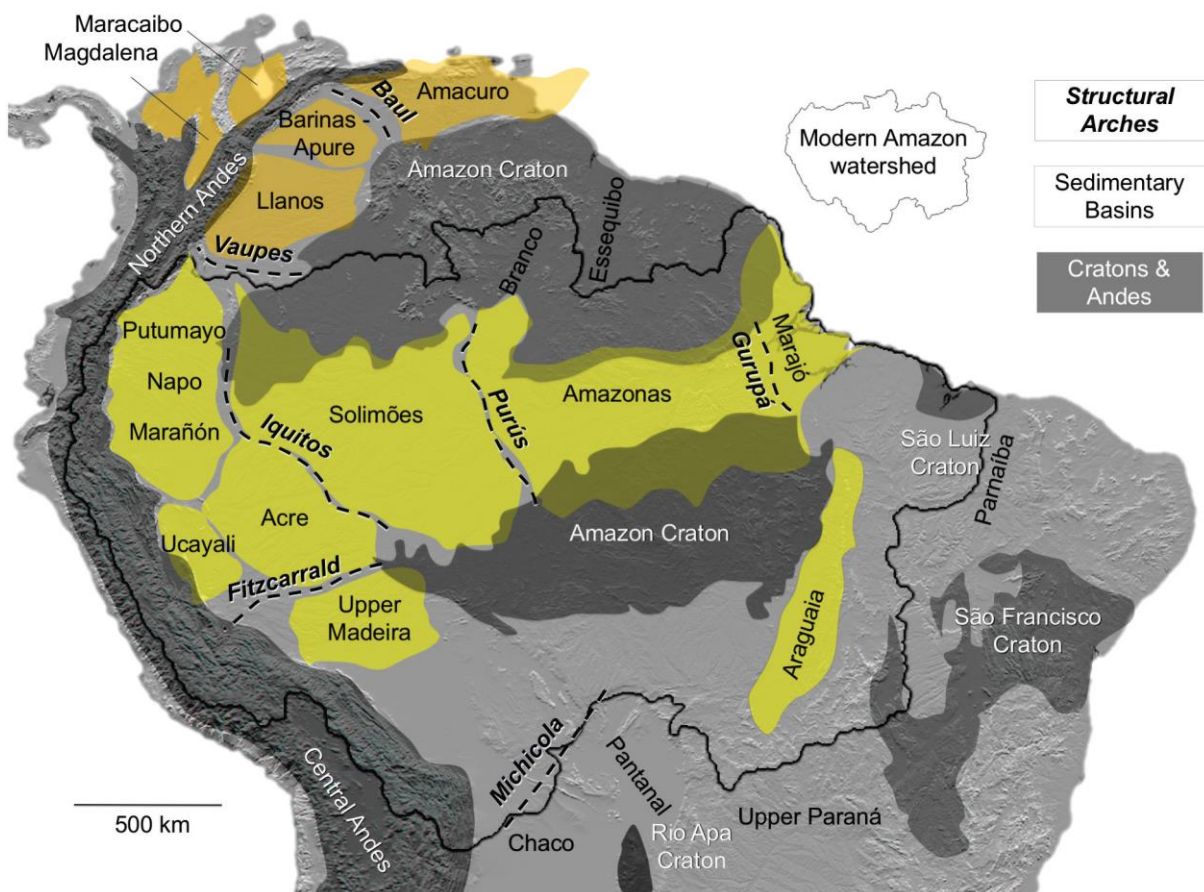 Maracaibo
Magdalena
Baul
Amacuro
Barinas
Apure
Amazon Craton
Llanos
Northern Andes
Vaupes
Branco
Essequibo
Modern Amazon
watershed
Structural
Arches
Sedimentary
Basins
Cratons &
Andes
Putumayo
Napo
Marañón
Iquitos
Solimões
Purús
Amazonas
Gurupá
Marajó
São Luiz
Craton
Parnaíba
Acre
Ucayali
Fitzcarrald
Upper
Madeira
Amazon Craton
Araguaia
São Francisco
Craton
Michicola
Pantanal
Central Andes
500 km
Chaco
Rio Apa
Craton
Upper Paraná